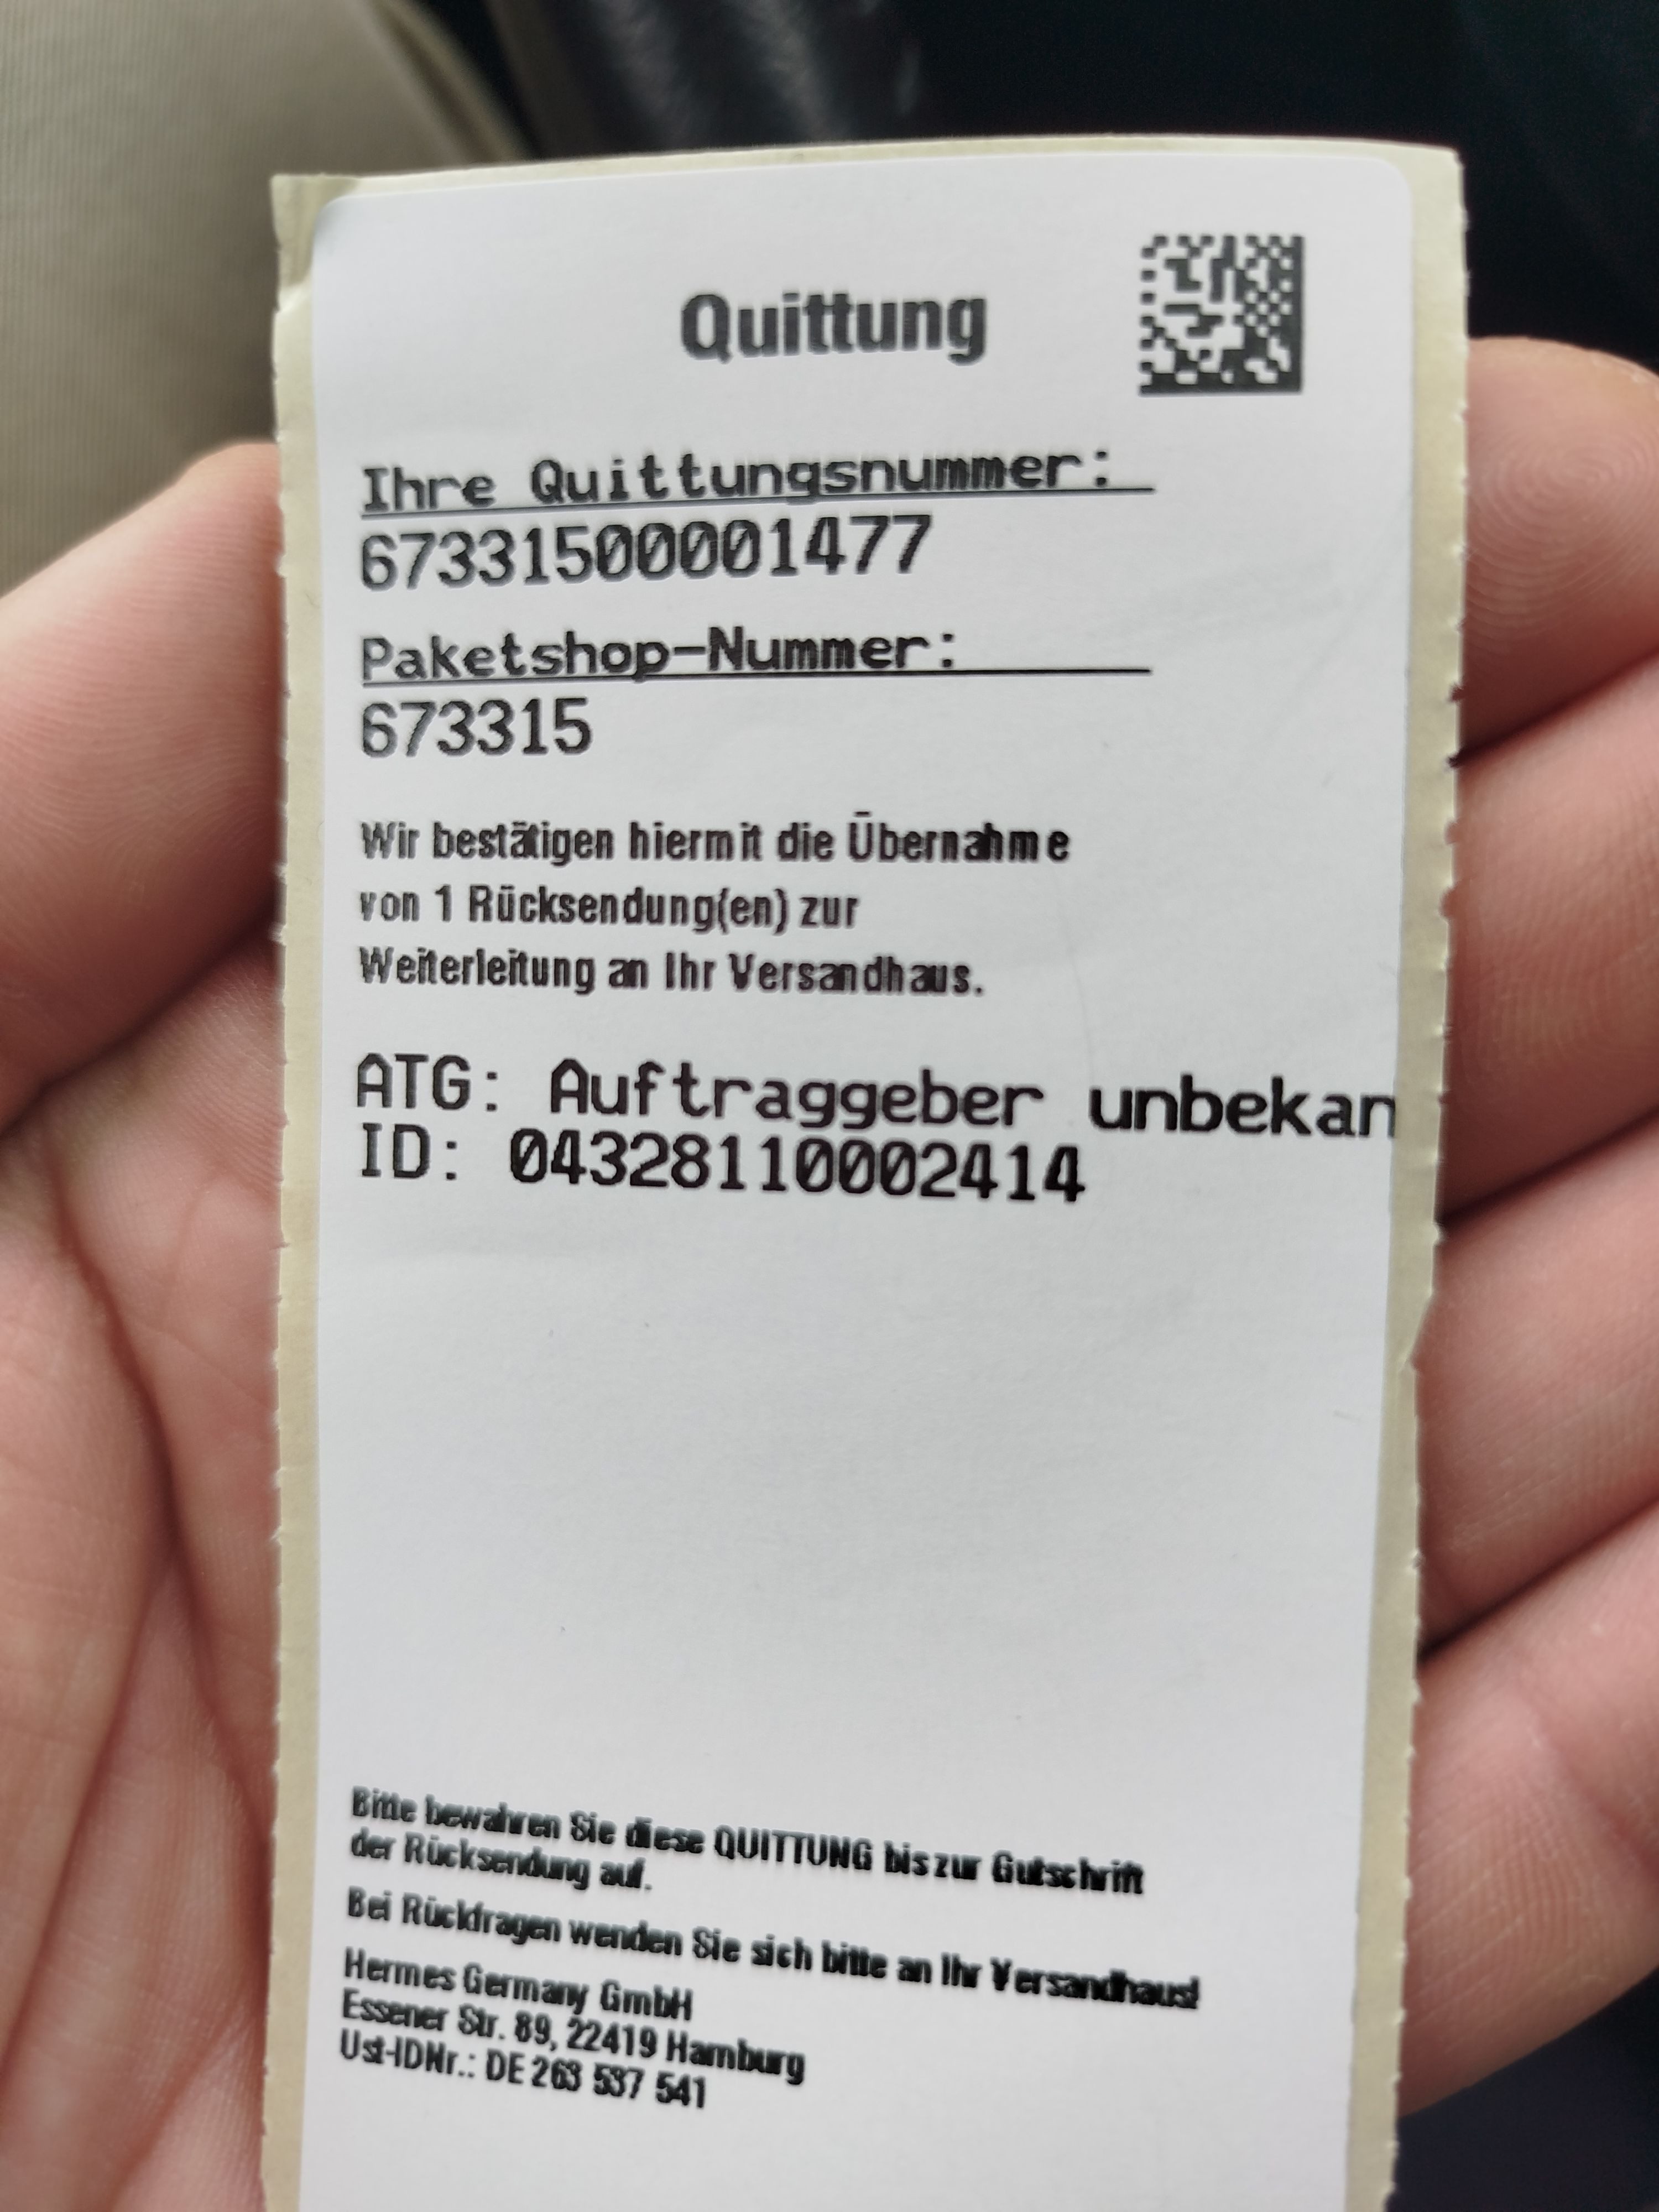 Quittung
Ihre Quittungsnummer:
67331500001477
Paketshop-Nummer:
673315
Wir bestätigen hiermit die Übernahme
von 1 Rücksendung(en) zur
Weiterleitung an Ihr Versandhaus.
ATG: Auftraggeber unbekan
ID: 04328110002414
Bitte bewahren Sie diese QUITTUNG bis zur Gutschrift
der Rücksendung auf.
Bei Rückfragen wenden Sie sich bitte an Ihr Versandhaus!
Hermes Germany GmbH
Essener Str. 89, 22419 Hamburg
Ust-IDNr.: DE 263 537 541